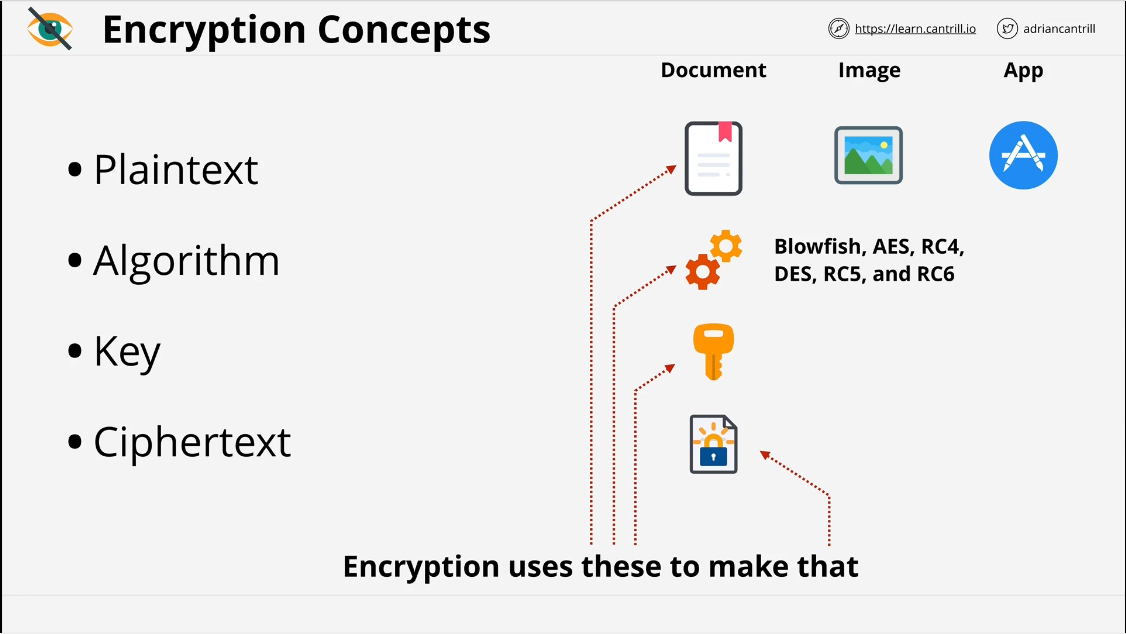 Encryption Concepts
https://learn.cantrill.io
adriancantrill
Document
Image
App
• Plaintext
• Algorithm
Blowfish, AES, RC4,
DES, RC5, and RC6
• Key
• Ciphertext
Encryption uses these to make that